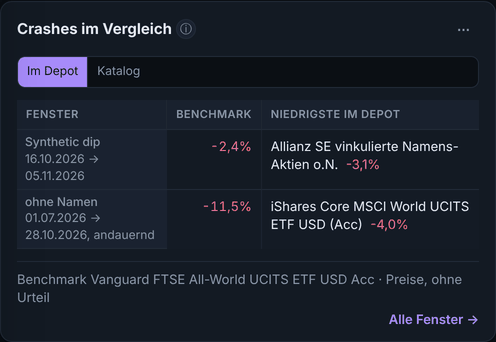 Crashes im Vergleich ⓘ
...
Im Depot Katalog
FENSTER BENCHMARK NIEDRIGSTE IM DEPOT
Synthetic dip
16.10.2026 →
05.11.2026
-2,4%
Allianz SE vinkulierte Namens-
Aktien o.N. -3,1%
ohne Namen
01.07.2026 →
28.10.2026, andauernd
-11,5%
iShares Core MSCI World UCITS
ETF USD (Acc) -4,0%
Benchmark Vanguard FTSE All-World UCITS ETF USD Acc · Preise, ohne
Urteil
Alle Fenster →